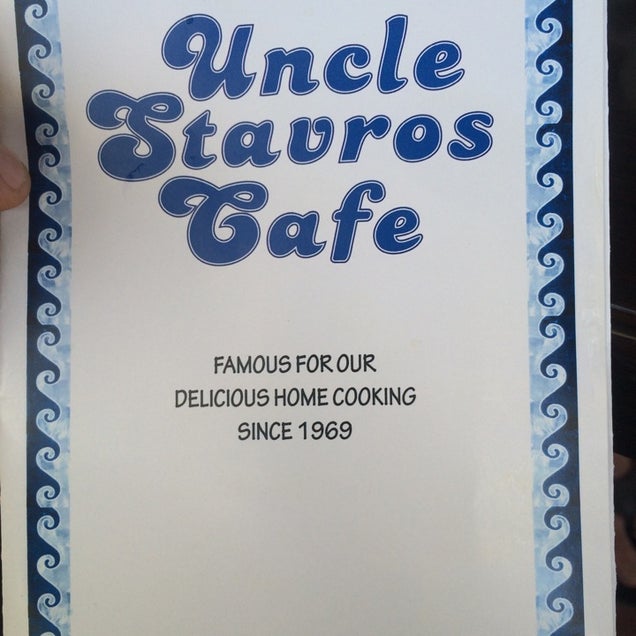 Uncle
Stavros
Cafe
FAMOUS FOR OUR
DELICIOUS HOME COOKING
SINCE 1969